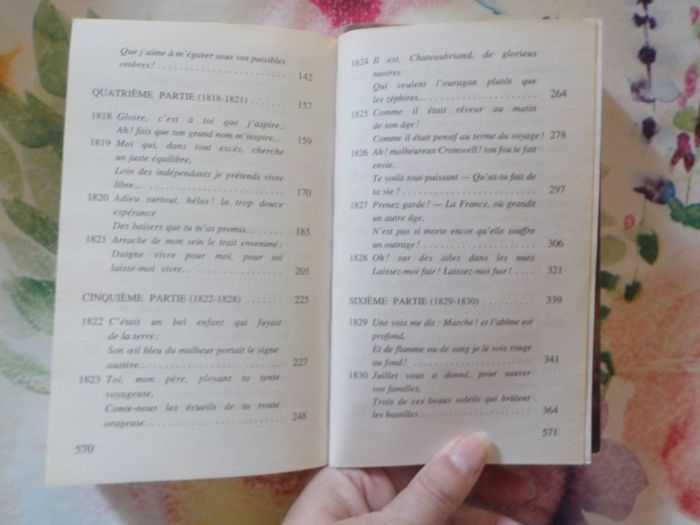 Que j'aime à m'égarer sous vos paisibles
ombres ! ........................ 142
QUATRIÈME PARTIE (1818-1821) ...... 157
1818 Gloire, c'est à toi que j'aspire ;
Ah ! fais que ton grand nom m'inspire... 159
1819 Moi qui, dans tout excès, cherche
un juste équilibre,
Loin des indépendants je prétends vivre
libre... ........................ 170
1820 Adieu surtout, hélas ! la trop douce
espérance
Des baisers que tu m'as promis... ...... 185
1821 Arrache de mon sein le trait envenimé ;
Daigne vivre pour moi, pour toi
laisse-moi vivre... ................ 205
CINQUIÈME PARTIE (1822-1828) ...... 225
1822 C'était un bel enfant qui fuyait
de la terre ;
Son œil bleu du malheur portait le signe
austère... ...................... 227
1823 Toi, mon père, ployant ta tente
voyageuse,
Conte-nous les écueils de ta route
orageuse... ...................... 248
570
1824 Il est, Chateaubriand, de glorieux
navires
Qui veulent l'ouragan plutôt que
les zéphires... .................. 264
1825 Comme il était rêveur au matin
de son âge !
Comme il était pensif au terme du voyage ! 278
1826 Ah ! malheureux Cromwell ! ton fou te fait
envie.
Te voilà tout-puissant — Qu'as-tu fait de
ta vie ? ........................ 297
1827 Prenez garde ! — La France, où grandit
un autre âge,
N'est pas si morte encor qu'elle souffre
un outrage ! .................... 306
1828 Oh ! sur des ailes dans les nues
Laissez-moi fuir ! Laissez-moi fuir ! .... 321
SIXIÈME PARTIE (1829-1830) ........ 339
1829 Une voix me dit : Marche ! et l'abîme est
profond,
Et de flamme ou de sang je le vois rouge
au fond ! ........................ 341
1830 Juillet vous a donné, pour sauver
vos familles,
Trois de ces beaux soleils qui brûlent
les bastilles... .................. 364
571